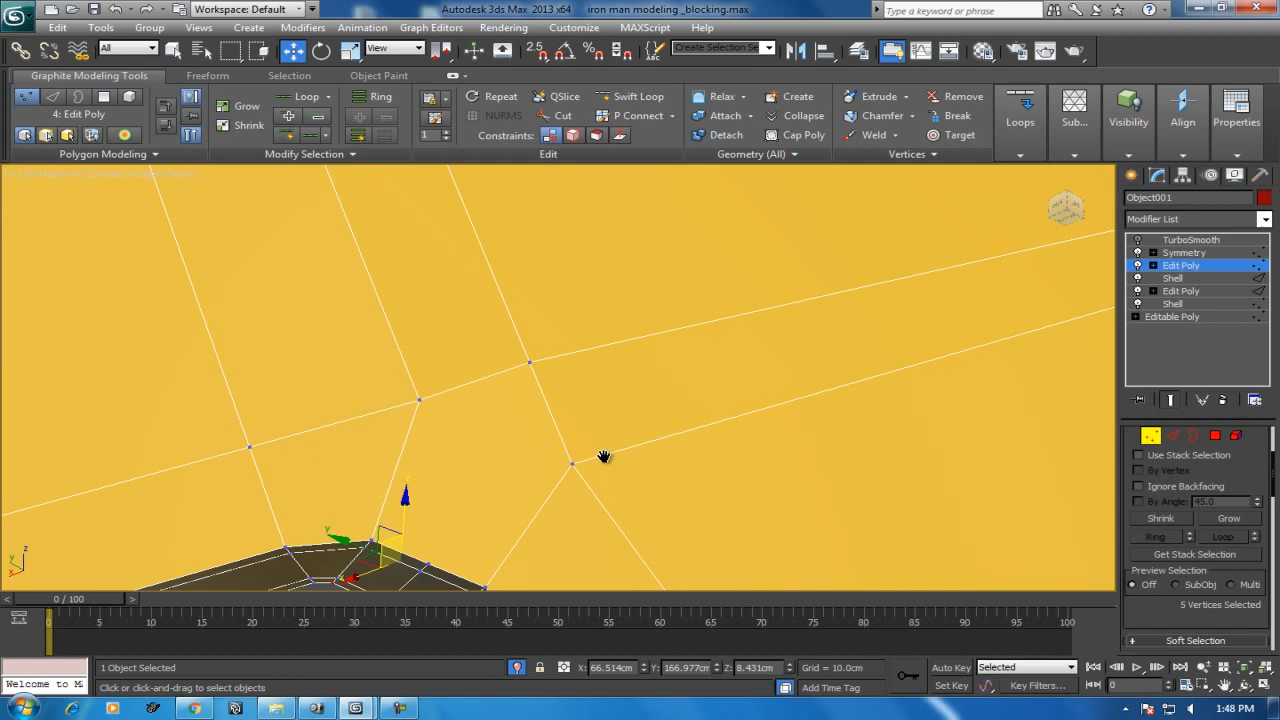 Workspace: Default
Autodesk 3ds Max 2013 x64
iron man modeling _blocking.max
Type a keyword or phrase
Edit Tools Group Views Create Modifiers Animation Graph Editors Rendering Customize MAXScript Help
All View 2.5 Create Selection Se
Graphite Modeling Tools Freeform Selection Object Paint
4: Edit Poly
Polygon Modeling
Grow Loop Ring
Shrink
Modify Selection
Repeat QSlice Swift Loop
NURMS Cut P Connect
1 Constraints:
Edit
Relax Create
Attach Collapse
Detach Cap Poly
Geometry (All)
Extrude Remove
Chamfer Break
Weld Target
Vertices
Loops Sub... Visibility Align Properties
Object001
Modifier List
TurboSmooth
Symmetry
Edit Poly
Shell
Edit Poly
Shell
Editable Poly
Use Stack Selection
By Vertex
Ignore Backfacing
By Angle: 45.0
Shrink Grow
Ring Loop
Get Stack Selection
Preview Selection
Off SubObj Multi
5 Vertices Selected
Soft Selection
y
z
y
x
0 / 100
0 5 10 15 20 25 30 35 40 45 50 55 60 65 70 75 80 85 90 95 100
1 Object Selected
X: 66.514cm Y: 166.977cm Z: 8.431cm Grid = 10.0cm
Auto Key Selected
Welcome to M
Click or click-and-drag to select objects
Add Time Tag
Set Key Key Filters... 0
1:48 PM